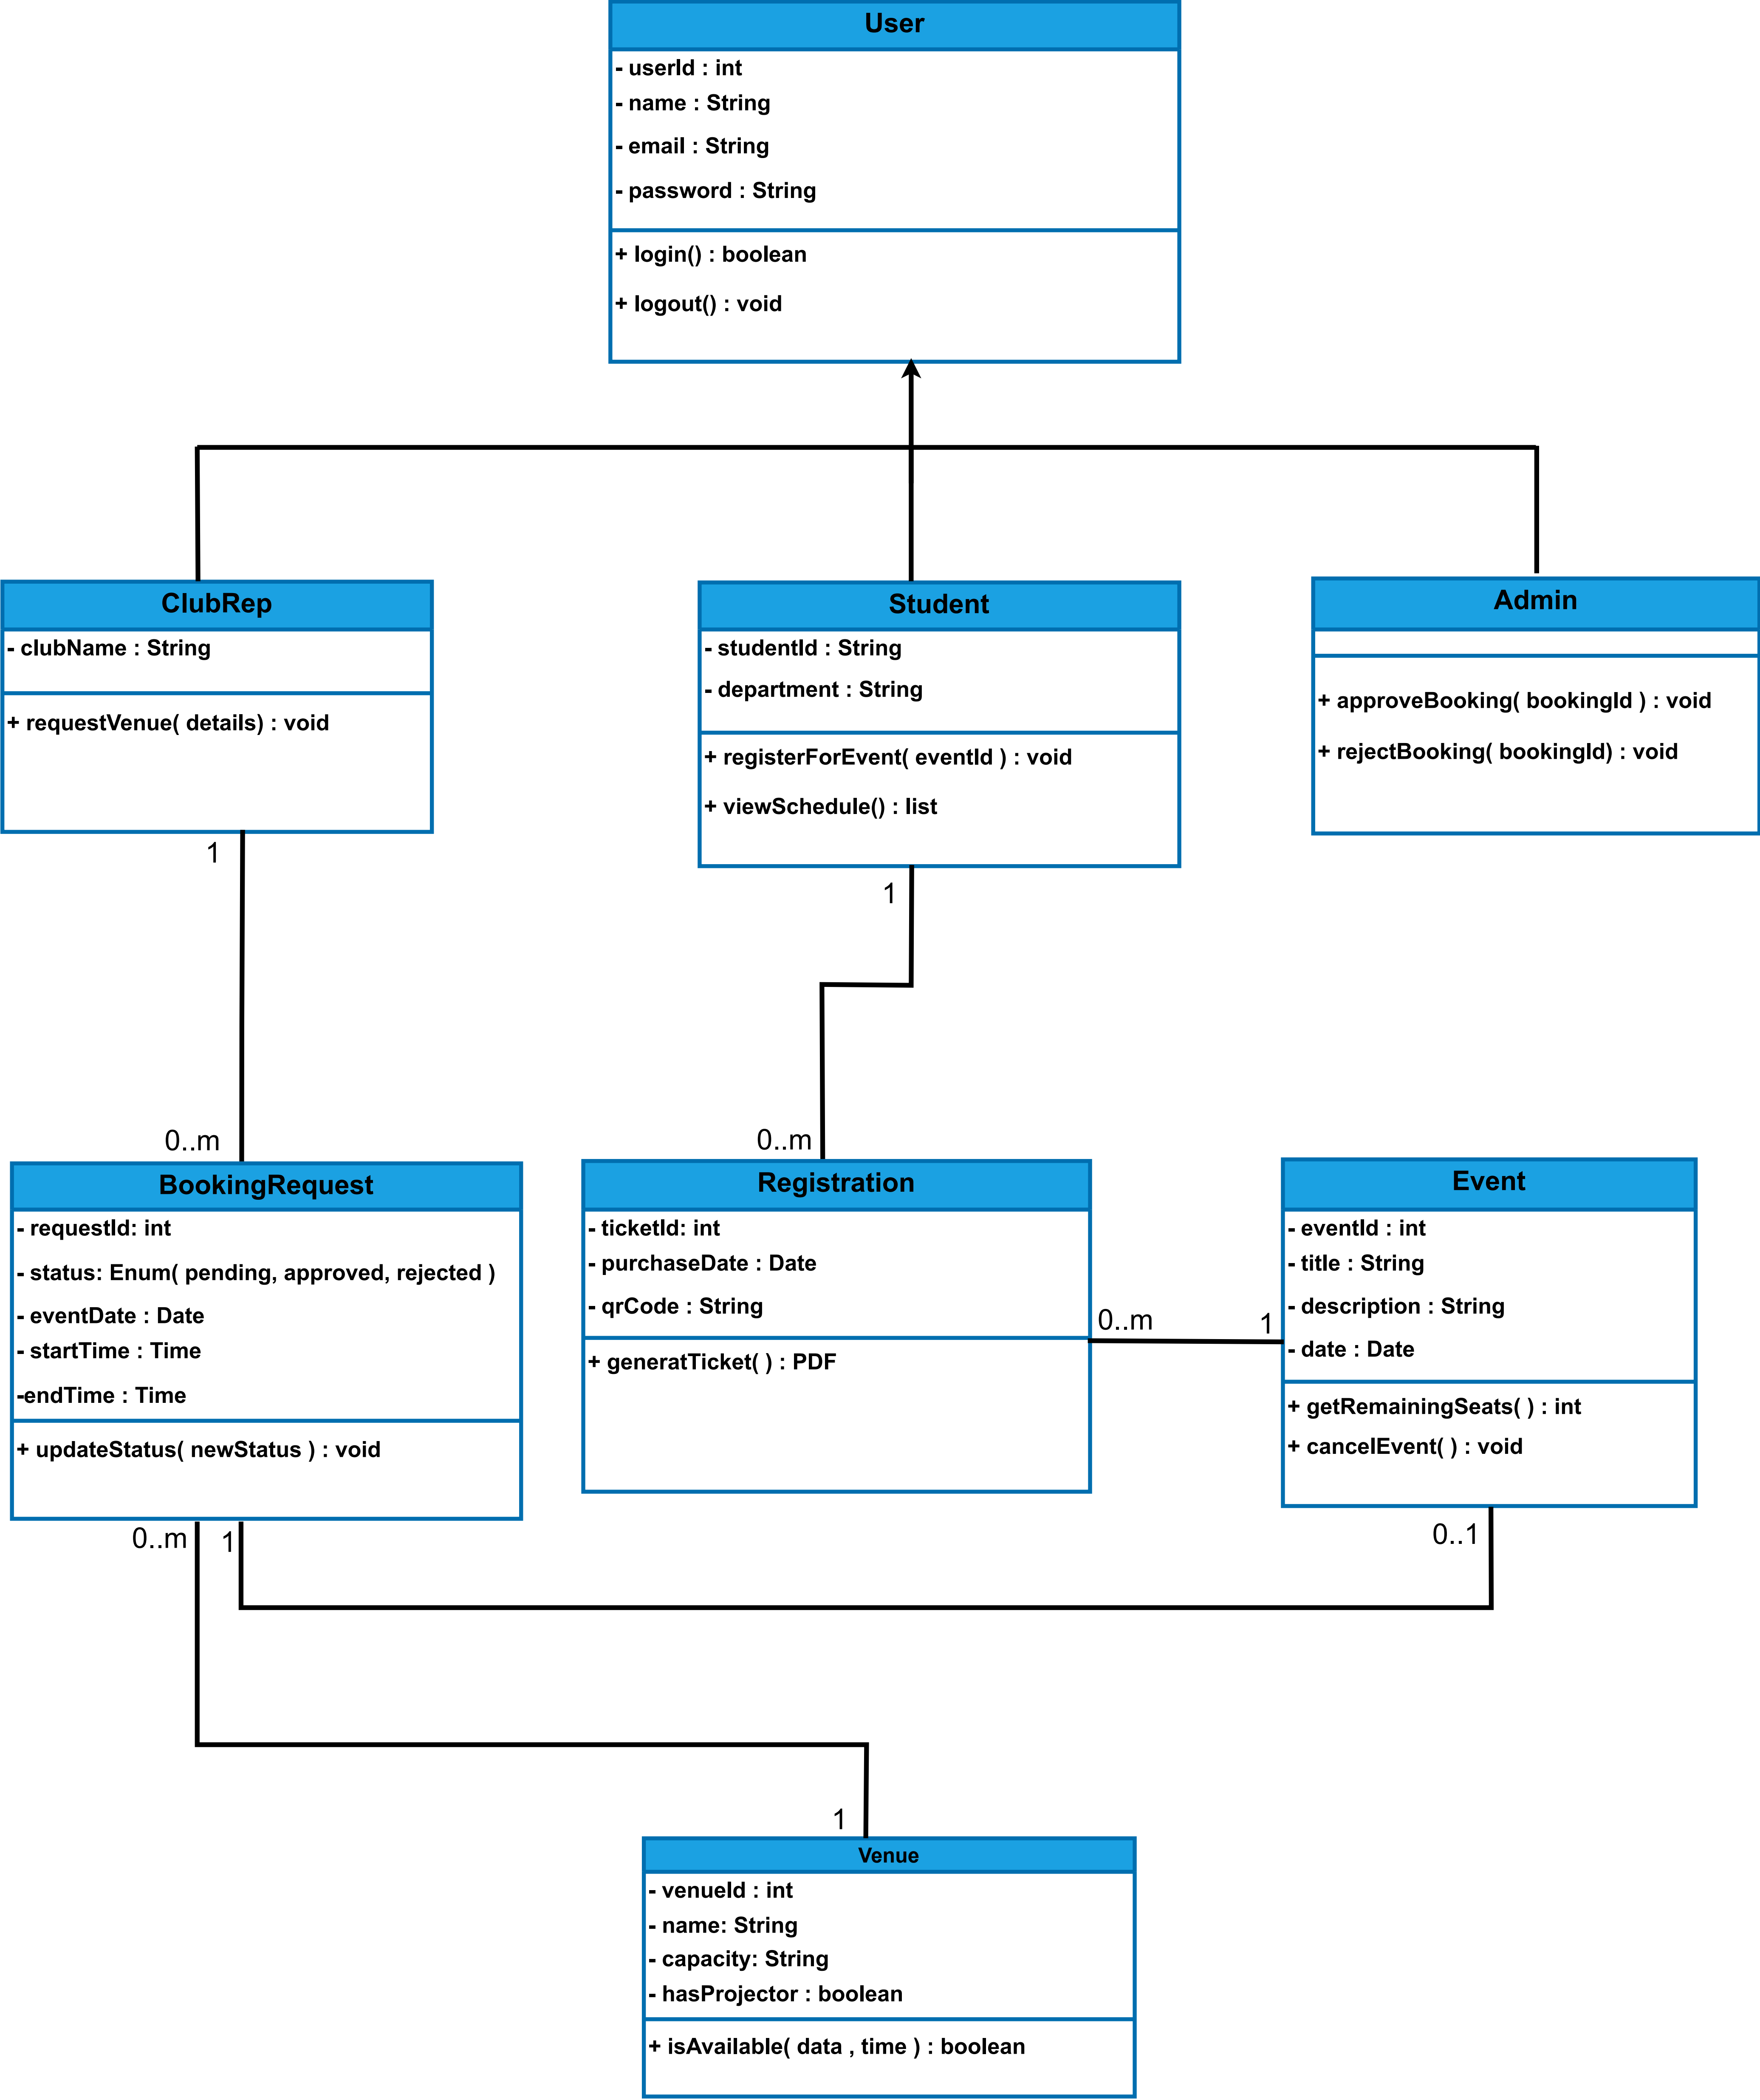 User
- userId : int
- name : String
- email : String
- password : String
+ login() : boolean
+ logout() : void
ClubRep
- clubName : String
+ requestVenue( details) : void
1
Student
- studentId : String
- department : String
+ registerForEvent( eventId ) : void
+ viewSchedule() : list
1
Admin
+ approveBooking( bookingId ) : void
+ rejectBooking( bookingId) : void
0..m
BookingRequest
- requestId: int
- status: Enum( pending, approved, rejected )
- eventDate : Date
- startTime : Time
-endTime : Time
+ updateStatus( newStatus ) : void
0..m
1
0..m
Registration
- ticketId: int
- purchaseDate : Date
- qrCode : String
+ generatTicket( ) : PDF
0..m
1
Event
- eventId : int
- title : String
- description : String
- date : Date
+ getRemainingSeats( ) : int
+ cancelEvent( ) : void
0..1
1
Venue
- venueId : int
- name: String
- capacity: String
- hasProjector : boolean
+ isAvailable( data , time ) : boolean